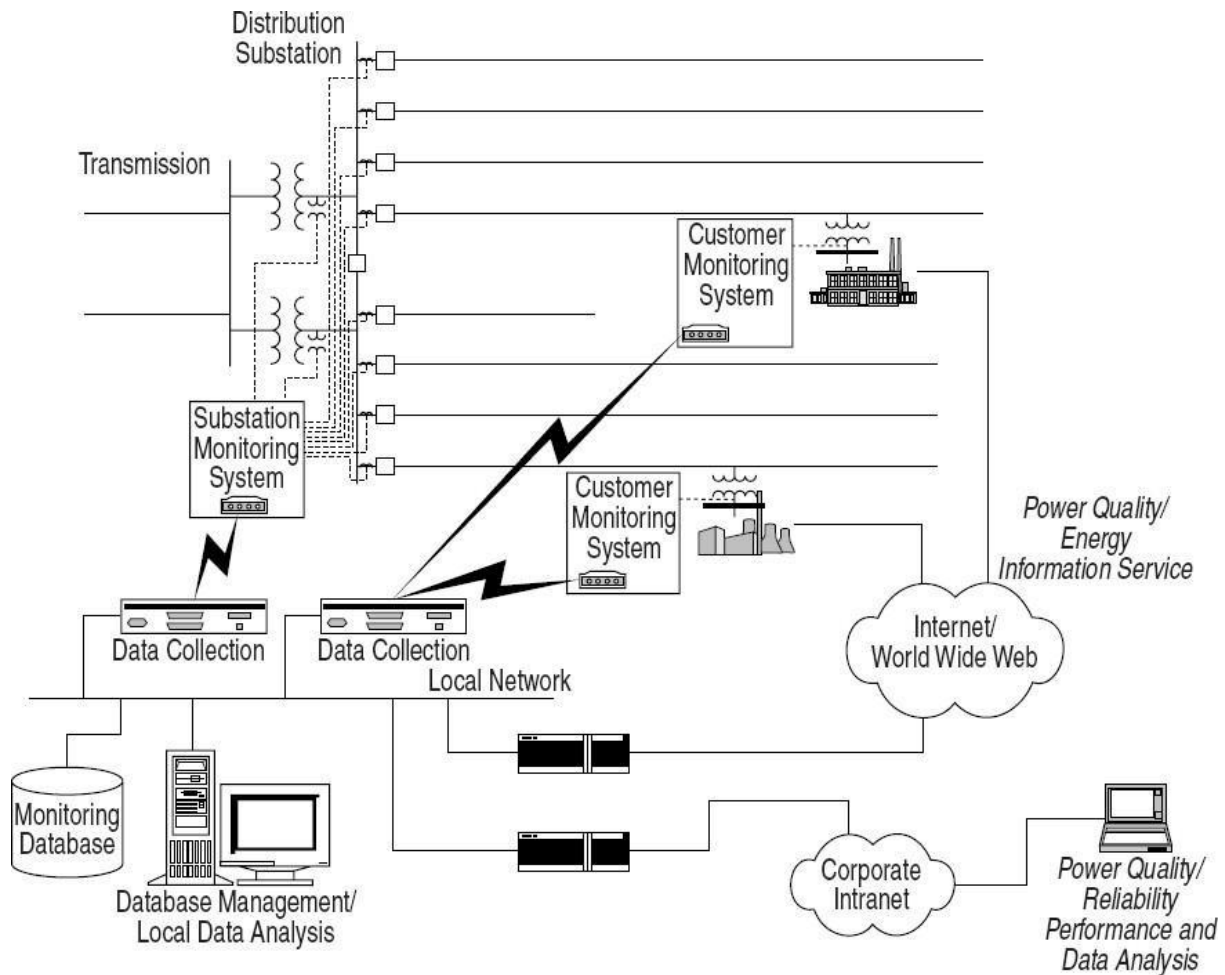 Distribution
Substation
Transmission
Customer
Monitoring
System
Substation
Monitoring
System
Customer
Monitoring
System
Power Quality/
Energy
Information Service
Data Collection
Data Collection
Local Network
Internet/
World Wide Web
Monitoring
Database
Database Management/
Local Data Analysis
Corporate
Intranet
Power Quality/
Reliability
Performance and
Data Analysis